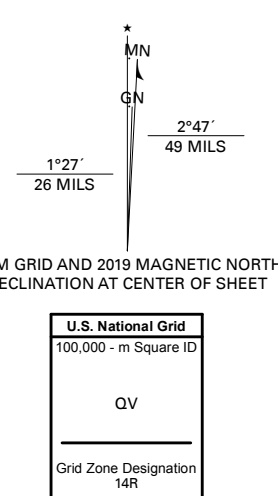 ★
MN
GN
2°47´
49 MILS
1°27´
26 MILS
M GRID AND 2019 MAGNETIC NORTH
ECLINATION AT CENTER OF SHEET
U.S. National Grid
100,000 - m Square ID
QV
Grid Zone Designation
14R